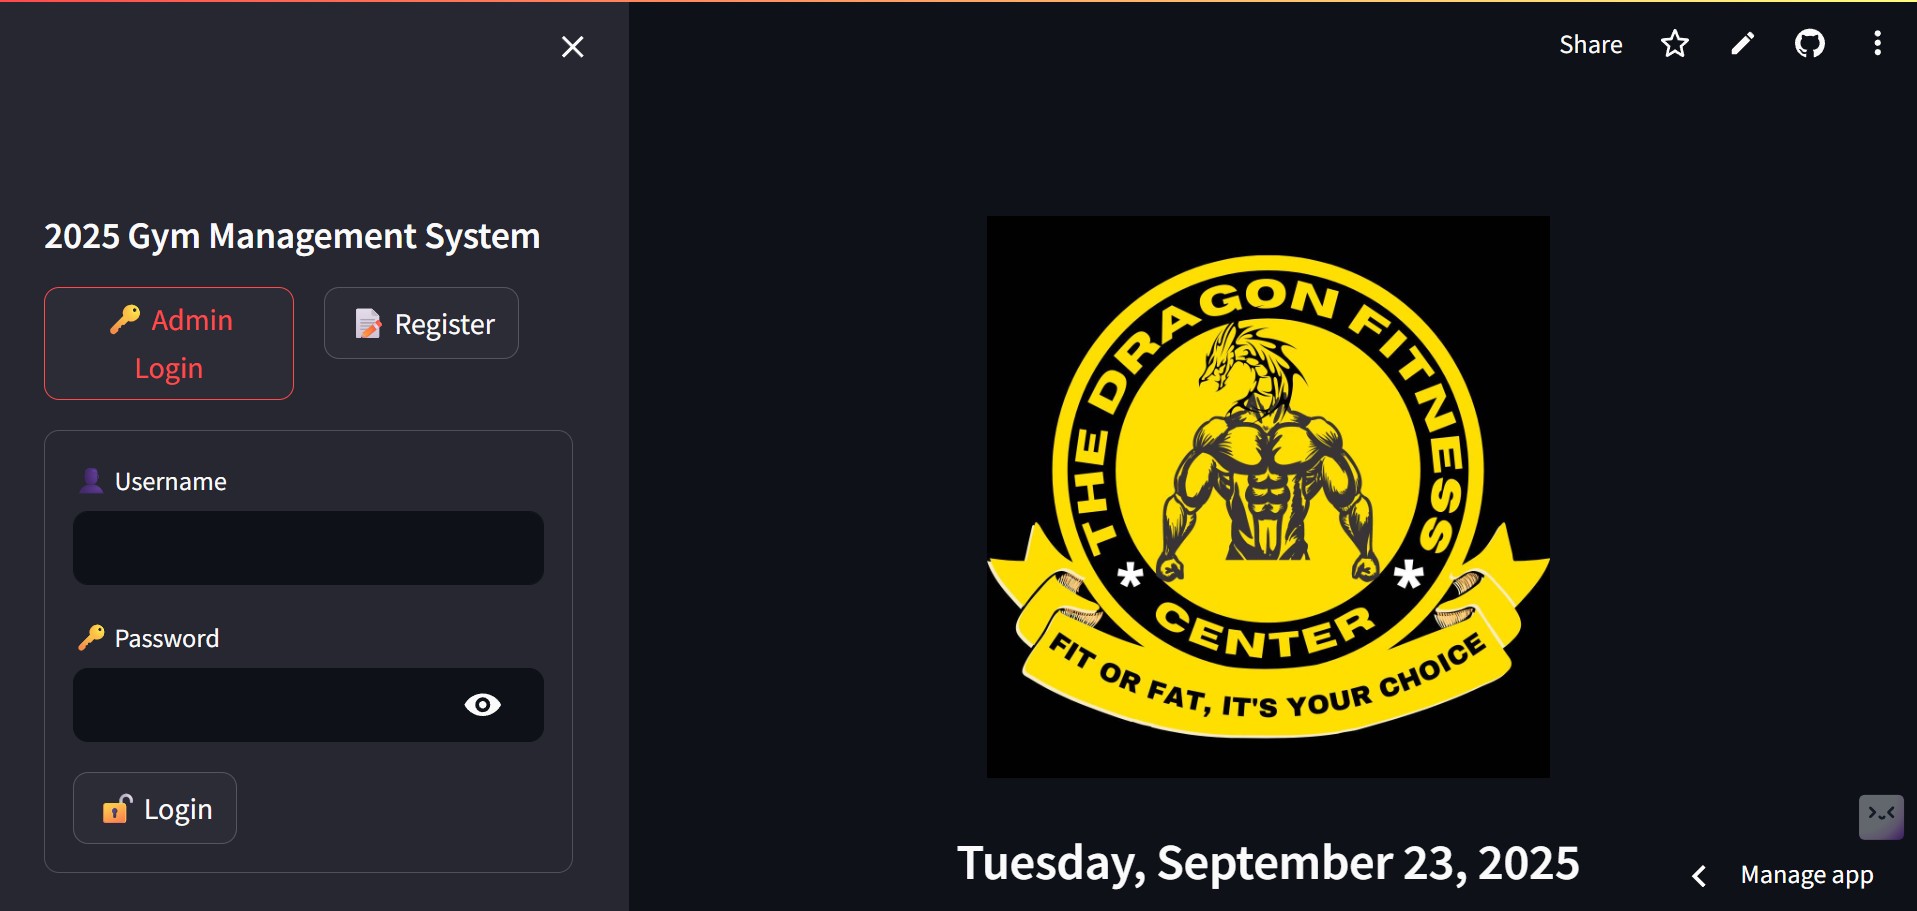 Share
2025 Gym Management System
🔑 Admin
Login
📝 Register
👤 Username
🔑 Password
🔓 Login
THE DRAGON FITNESS
* CENTER *
FIT OR FAT, IT'S YOUR CHOICE
Tuesday, September 23, 2025
Manage app